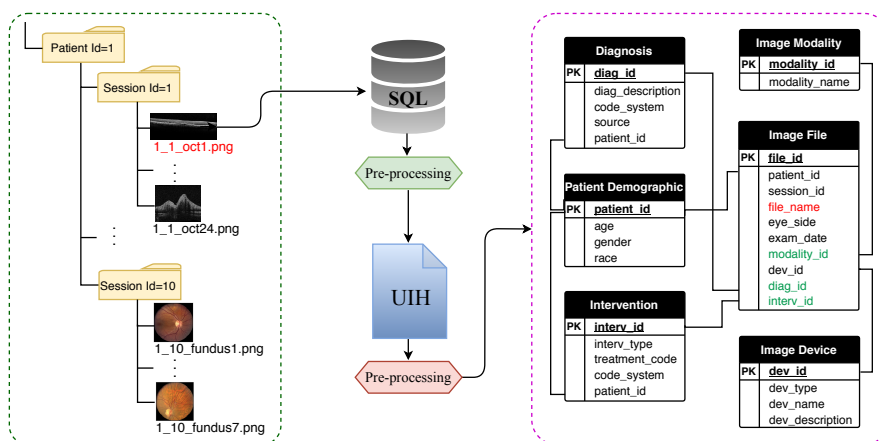 Patient Id=1
Session Id=1
1_1_oct1.png
1_1_oct24.png
Session Id=10
1_10_fundus1.png
1_10_fundus7.png
SQL
Pre-processing
UIH
Pre-processing
Diagnosis
PK diag_id
diag_description
code_system
source
patient_id
Patient Demographic
PK patient_id
age
gender
race
Intervention
PK interv_id
interv_type
treatment_code
code_system
patient_id
Image Modality
PK modality_id
modality_name
Image File
PK file_id
patient_id
session_id
file_name
eye_side
exam_date
modality_id
dev_id
diag_id
interv_id
Image Device
PK dev_id
dev_type
dev_name
dev_description